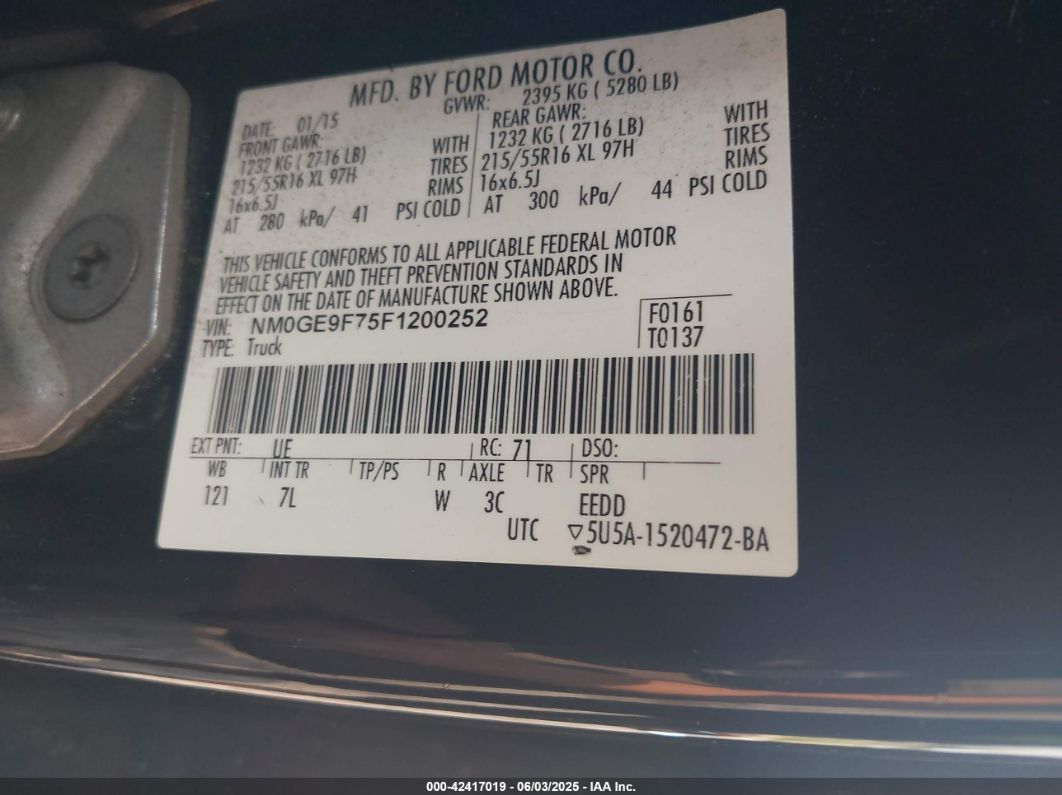 MFD. BY FORD MOTOR CO.
GVWR: 2395 KG ( 5280 LB)
DATE: 01/15
FRONT GAWR:
1232 KG ( 2716 LB) WITH
215/55R16 XL 97H TIRES
16x6.5J RIMS
AT 280 kPa/ 41 PSI COLD
REAR GAWR: WITH
1232 KG ( 2716 LB) TIRES
215/55R16 XL 97H RIMS
16x6.5J
AT 300 kPa/ 44 PSI COLD
THIS VEHICLE CONFORMS TO ALL APPLICABLE FEDERAL MOTOR
VEHICLE SAFETY AND THEFT PREVENTION STANDARDS IN
EFFECT ON THE DATE OF MANUFACTURE SHOWN ABOVE.
VIN: NM0GE9F75F1200252
TYPE: Truck
F0161
T0137
EXT PNT: UE RC: 71 DSO:
WB INT TR TP/PS R AXLE TR SPR
121 7L W 3C EEDD
UTC ▽5U5A-1520472-BA
000-42417019 - 06/03/2025 - IAA Inc.